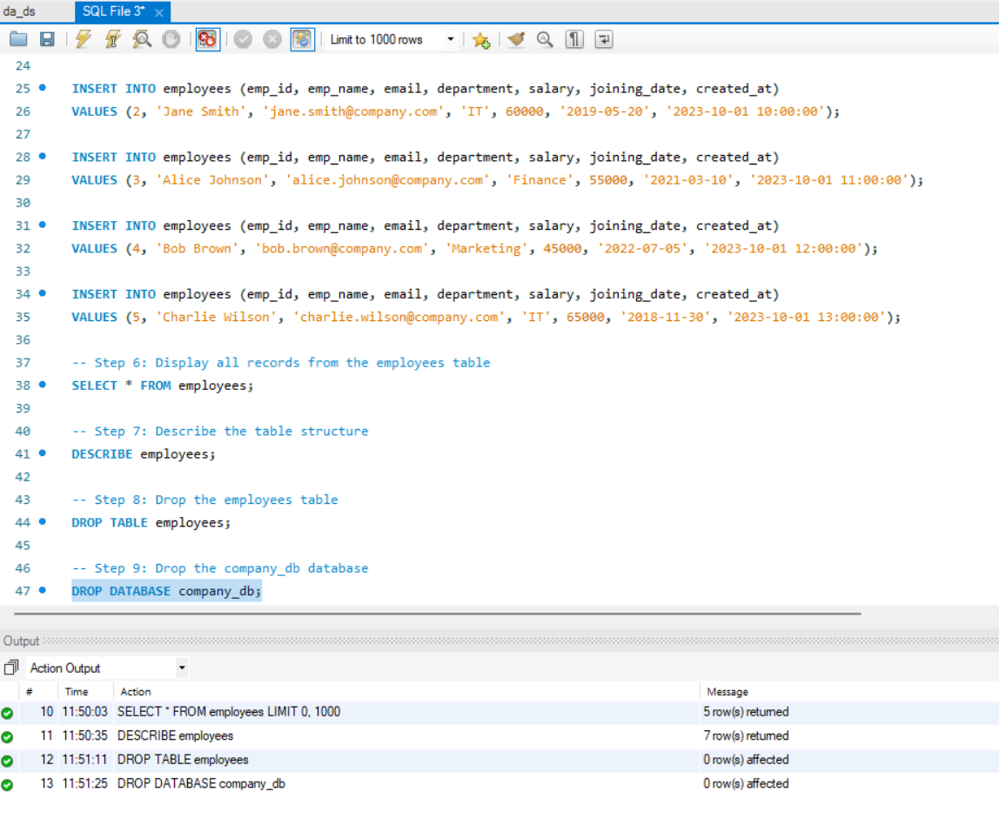 da_ds SQL File 3* ×
Limit to 1000 rows
24
25 INSERT INTO employees (emp_id, emp_name, email, department, salary, joining_date, created_at)
26 VALUES (2, 'Jane Smith', 'jane.smith@company.com', 'IT', 60000, '2019-05-20', '2023-10-01 10:00:00');
27
28 INSERT INTO employees (emp_id, emp_name, email, department, salary, joining_date, created_at)
29 VALUES (3, 'Alice Johnson', 'alice.johnson@company.com', 'Finance', 55000, '2021-03-10', '2023-10-01 11:00:00');
30
31 INSERT INTO employees (emp_id, emp_name, email, department, salary, joining_date, created_at)
32 VALUES (4, 'Bob Brown', 'bob.brown@company.com', 'Marketing', 45000, '2022-07-05', '2023-10-01 12:00:00');
33
34 INSERT INTO employees (emp_id, emp_name, email, department, salary, joining_date, created_at)
35 VALUES (5, 'Charlie Wilson', 'charlie.wilson@company.com', 'IT', 65000, '2018-11-30', '2023-10-01 13:00:00');
36
37 -- Step 6: Display all records from the employees table
38 SELECT * FROM employees;
39
40 -- Step 7: Describe the table structure
41 DESCRIBE employees;
42
43 -- Step 8: Drop the employees table
44 DROP TABLE employees;
45
46 -- Step 9: Drop the company_db database
47 DROP DATABASE company_db;
Output
Action Output
# Time Action Message
10 11:50:03 SELECT * FROM employees LIMIT 0, 1000 5 row(s) returned
11 11:50:35 DESCRIBE employees 7 row(s) returned
12 11:51:11 DROP TABLE employees 0 row(s) affected
13 11:51:25 DROP DATABASE company_db 0 row(s) affected